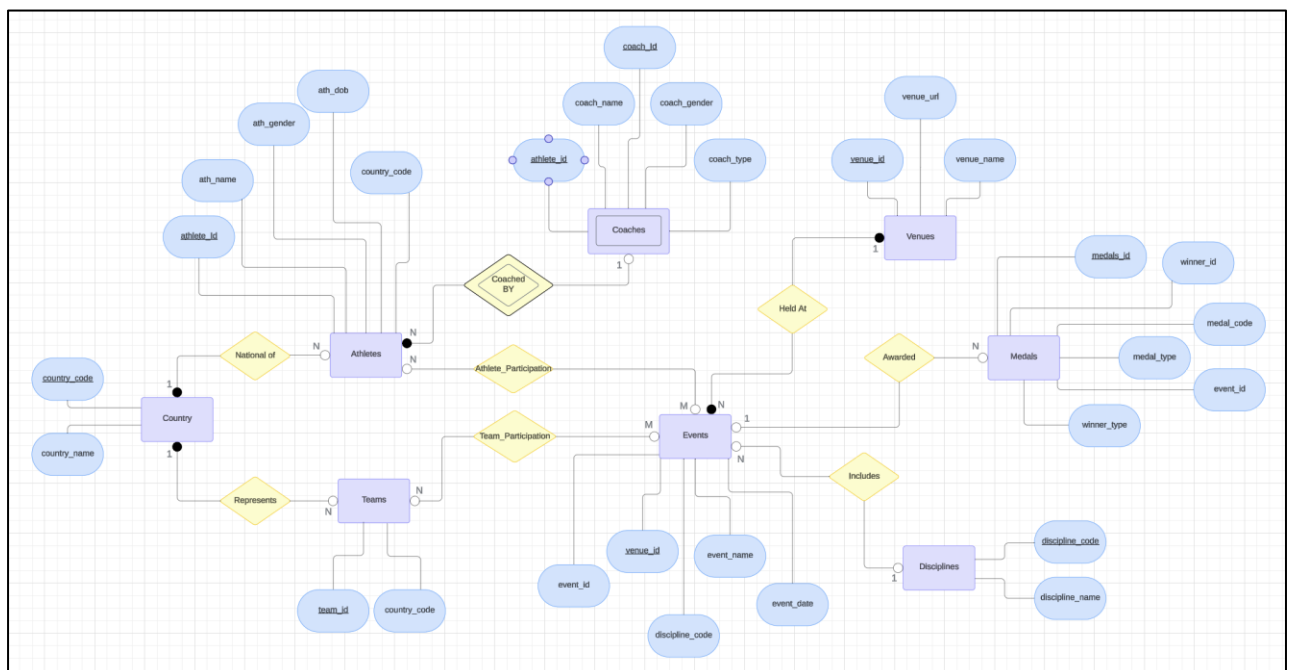 coach_Id
ath_dob
coach_name
coach_gender
venue_url
ath_gender
athlete_id
coach_type
venue_id
venue_name
ath_name
country_code
Coaches
Venues
athlete_Id
1
1
medals_id
winner_id
Coached
BY
Held At
medal_code
N
National of
N
Athletes
N
Awarded
N
Medals
medal_type
Athlete_Participation
country_code
1
event_id
M
N
Country
M
Events
1
winner_type
Team_Participation
country_name
1
N
Includes
Represents
N
Teams
N
discipline_code
venue_id
event_name
Disciplines
1
event_id
discipline_name
team_id
country_code
event_date
discipline_code